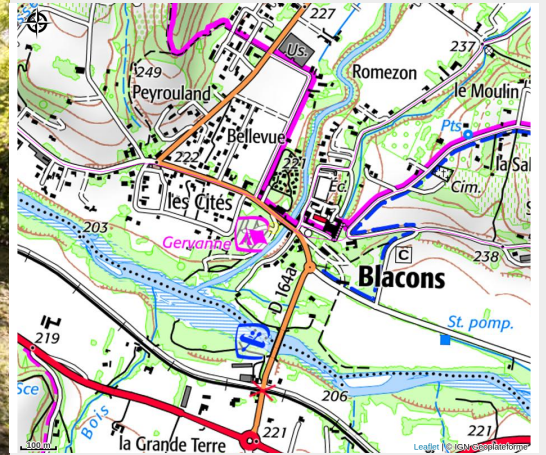 227
Us.
237
Romezon
249
Peyrouland
le Moulin
Pts
Bellevue
222
221
la Sal
Éc.
Cim.
les Cités
203
Gervanne
238
C
Blacons
D 164a
St. pomp.
219
206
Sce
Bois
la Grande Terre
221
221
100 m
Leaflet | © IGN Geoplateforme